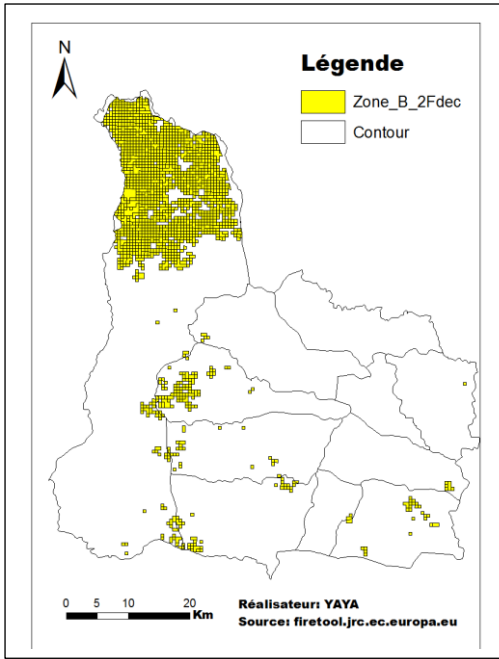 N
Légende
Zone_B_2Fdec
Contour
0 5 10 20
Km
Réalisateur: YAYA
Source: firetool.jrc.ec.europa.eu